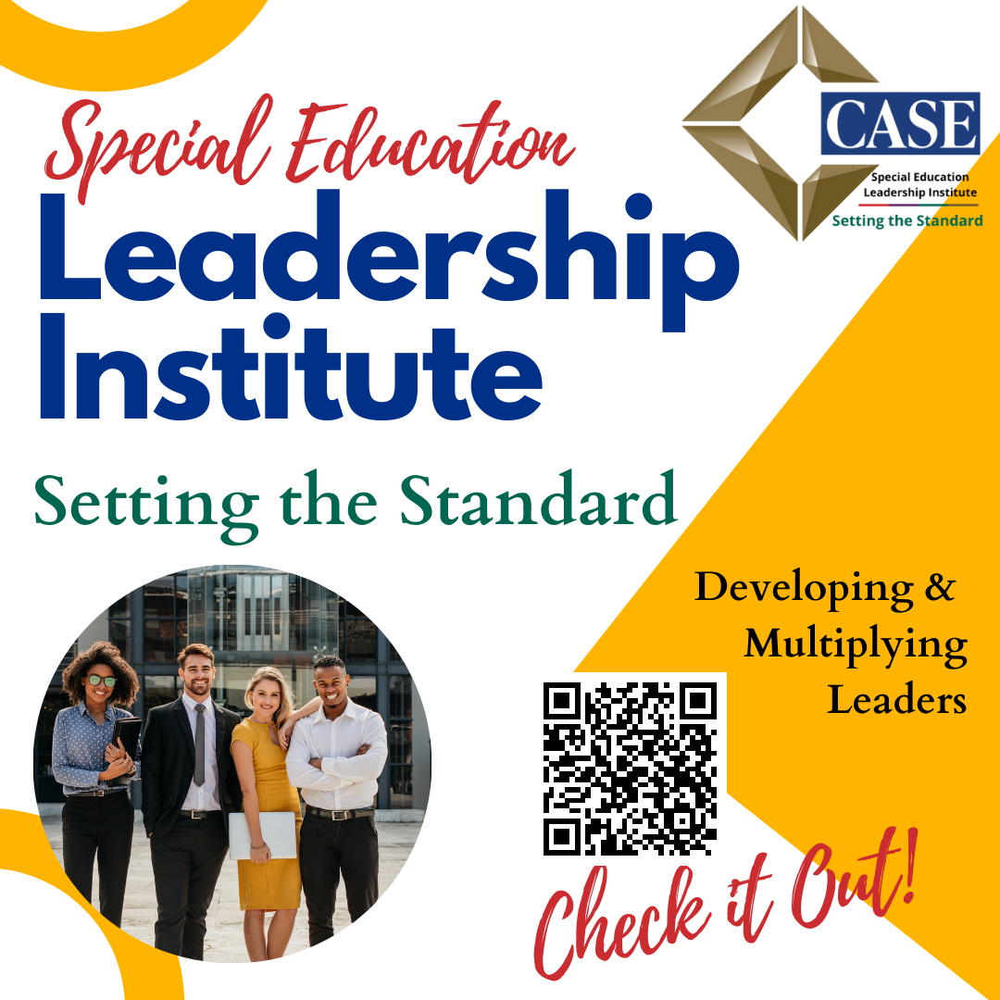 Special Education
Leadership
Institute
Setting the Standard
CASE
Special Education
Leadership Institute
Setting the Standard
Developing &
Multiplying
Leaders
Check it Out!